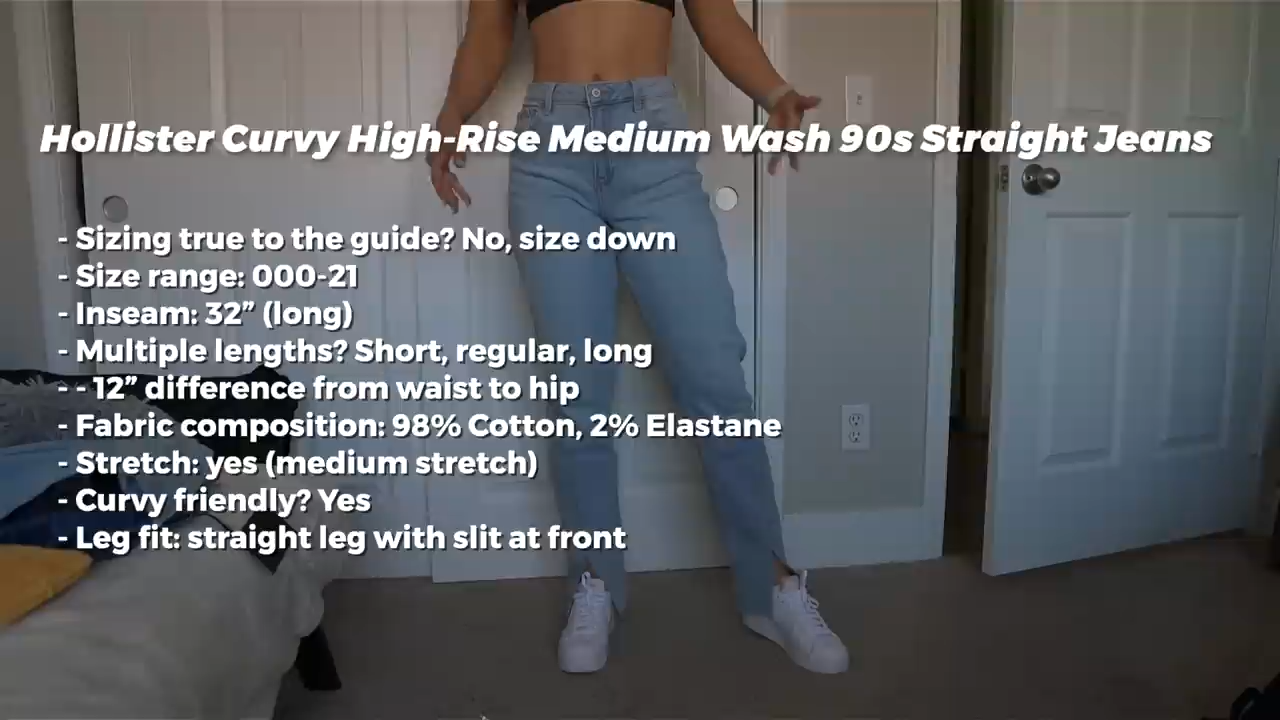 Hollister Curvy High-Rise Medium Wash 90s Straight Jeans
- Sizing true to the guide? No, size down
- Size range: 000-21
- Inseam: 32” (long)
- Multiple lengths? Short, regular, long
- - 12” difference from waist to hip
- Fabric composition: 98% Cotton, 2% Elastane
- Stretch: yes (medium stretch)
- Curvy friendly? Yes
- Leg fit: straight leg with slit at front